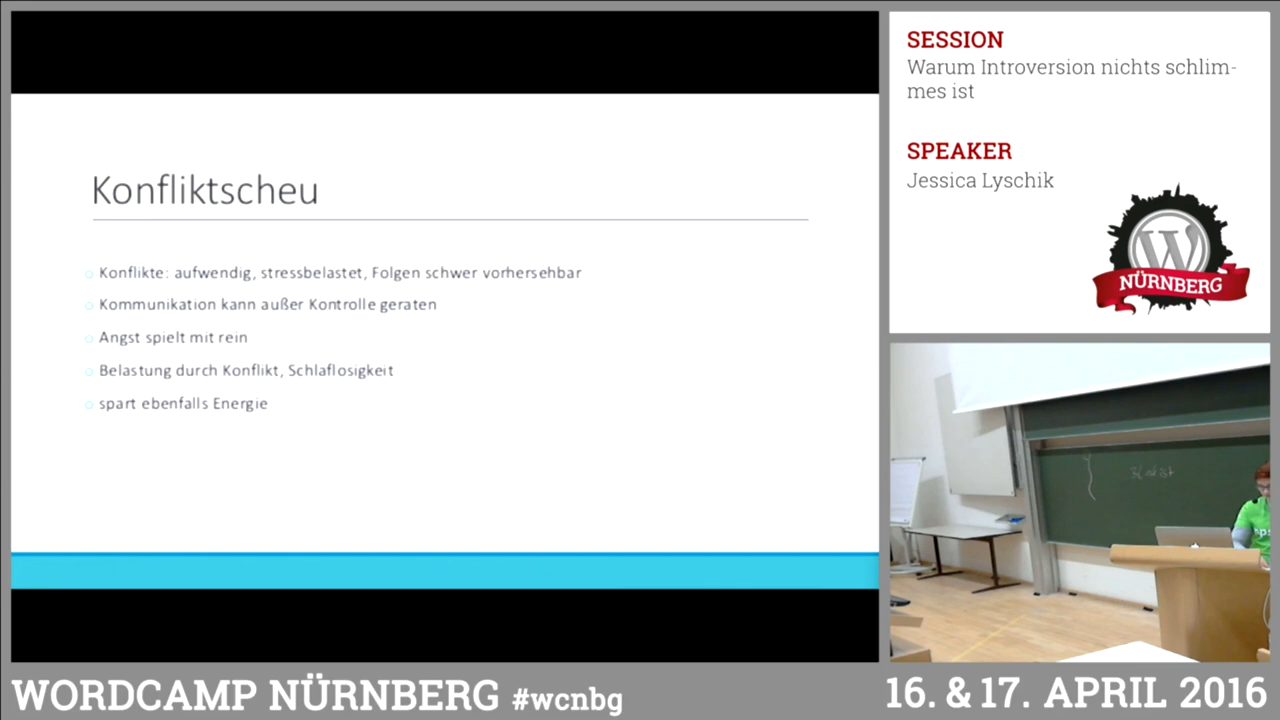 Konfliktscheu
Konflikte: aufwendig, stressbelastet, Folgen schwer vorhersehbar
Kommunikation kann außer Kontrolle geraten
Angst spielt mit rein
Belastung durch Konflikt, Schlaflosigkeit
spart ebenfalls Energie
SESSION
Warum Introversion nichts schlim-
mes ist
SPEAKER
Jessica Lyschik
W
NÜRNBERG
WORDCAMP NÜRNBERG #wcnbg
16. & 17. APRIL 2016